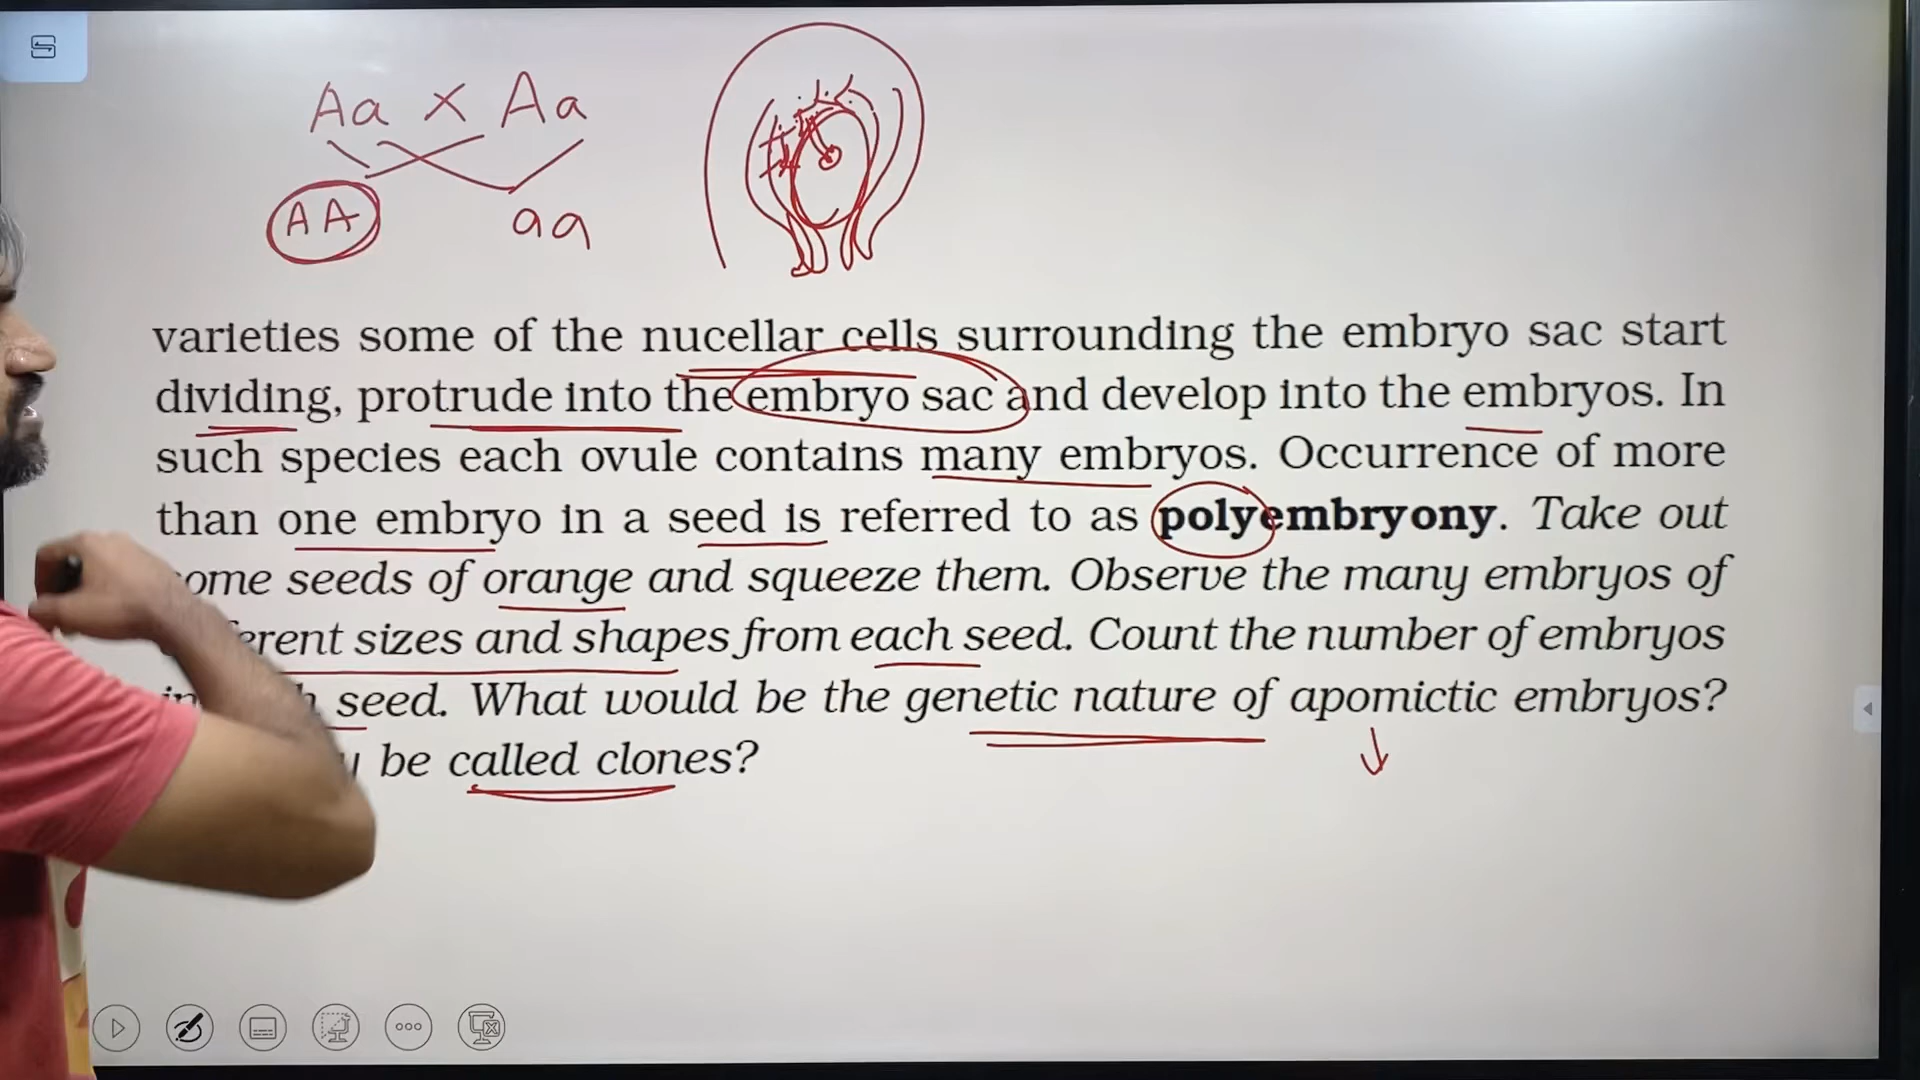 Aa X Aa
AA aa
varieties some of the nucellar cells surrounding the embryo sac start
dividing, protrude into the embryo sac and develop into the embryos. In
such species each ovule contains many embryos. Occurrence of more
than one embryo in a seed is referred to as polyembryony. Take out
some seeds of orange and squeeze them. Observe the many embryos of
sizes and shapes from each seed. Count the number of embryos
seed. What would be the genetic nature of apomictic embryos?
be called clones?